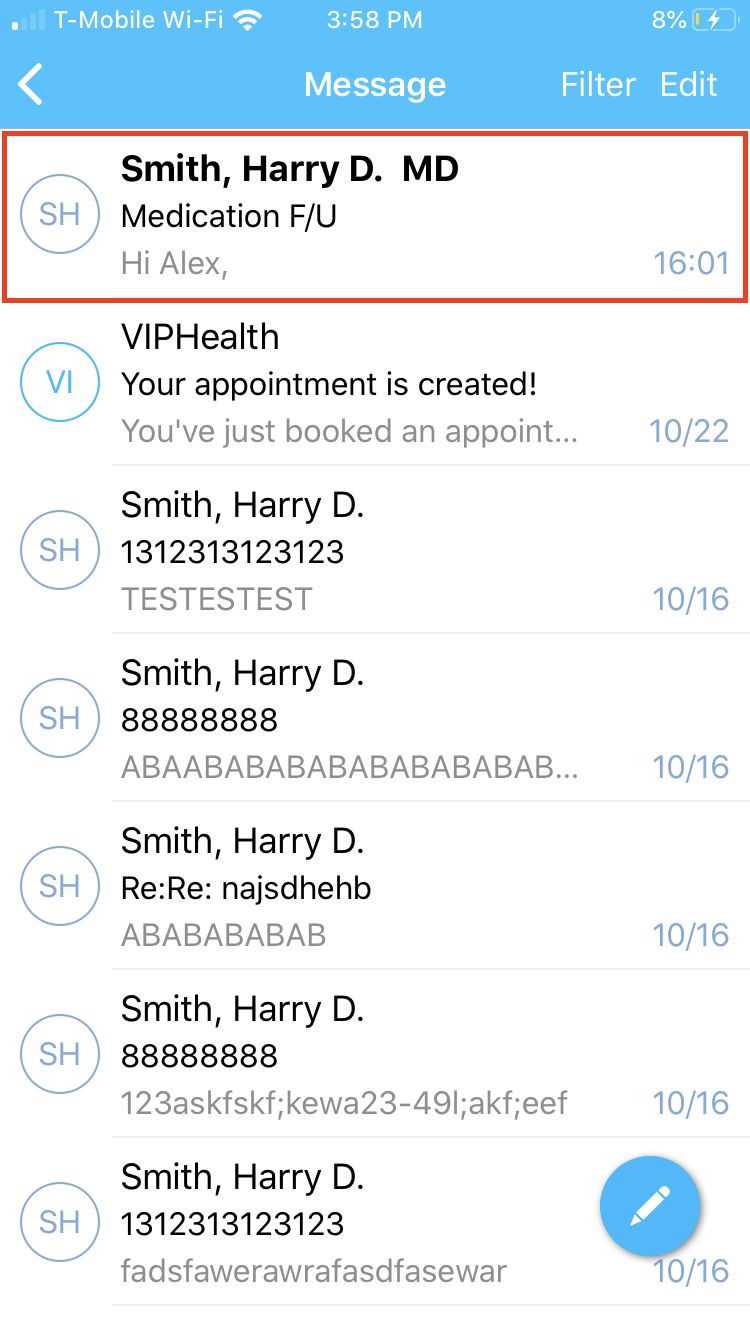 T-Mobile Wi-Fi 3:58 PM 8%
Message Filter Edit
Smith, Harry D.  MD
SH
Medication F/U
Hi Alex, 16:01
VIPHealth
VI
Your appointment is created!
You've just booked an appoint... 10/22
Smith, Harry D.
SH
1312313123123
TESTESTEST 10/16
Smith, Harry D.
SH
88888888
ABAABABABABABABABABAB... 10/16
Smith, Harry D.
SH
Re:Re: najsdhehb
ABABABABAB 10/16
Smith, Harry D.
SH
88888888
123askfskf;kewa23-49l;akf;eef 10/16
Smith, Harry D.
SH
1312313123123
fadsfawerawrafasdfasewar 10/16